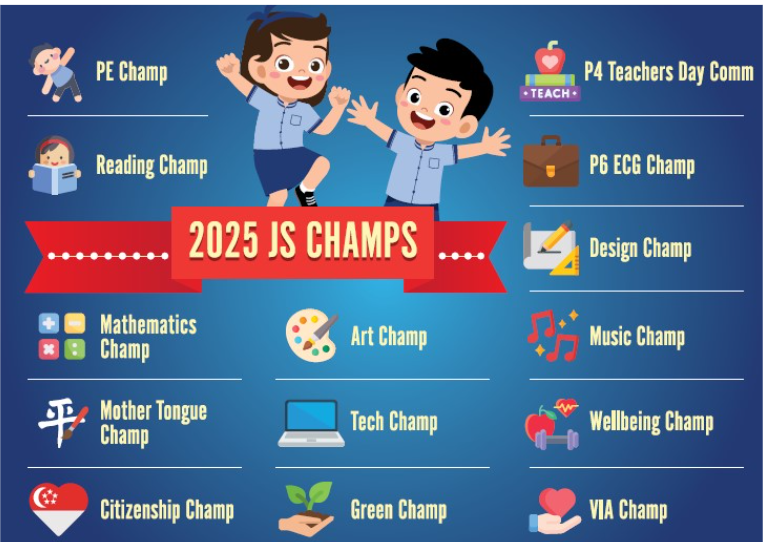 PE Champ
P4 Teachers Day Comm
• TEACH •
Reading Champ
P6 ECG Champ
2025 JS CHAMPS
Design Champ
Mathematics
Champ
Art Champ
Music Champ
平
Mother Tongue
Champ
Tech Champ
Wellbeing Champ
Citizenship Champ
Green Champ
VIA Champ